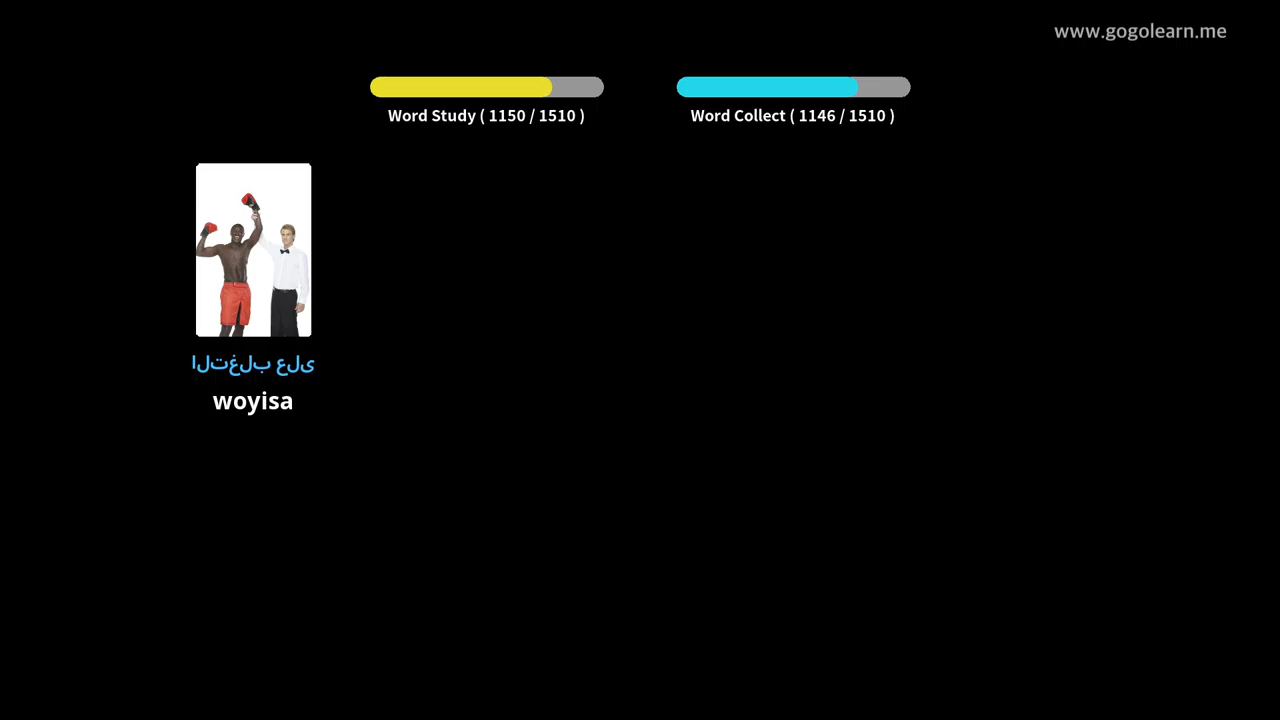 www.gogolearn.me
Word Study ( 1150 / 1510 )
Word Collect ( 1146 / 1510 )
التغلب على
woyisa